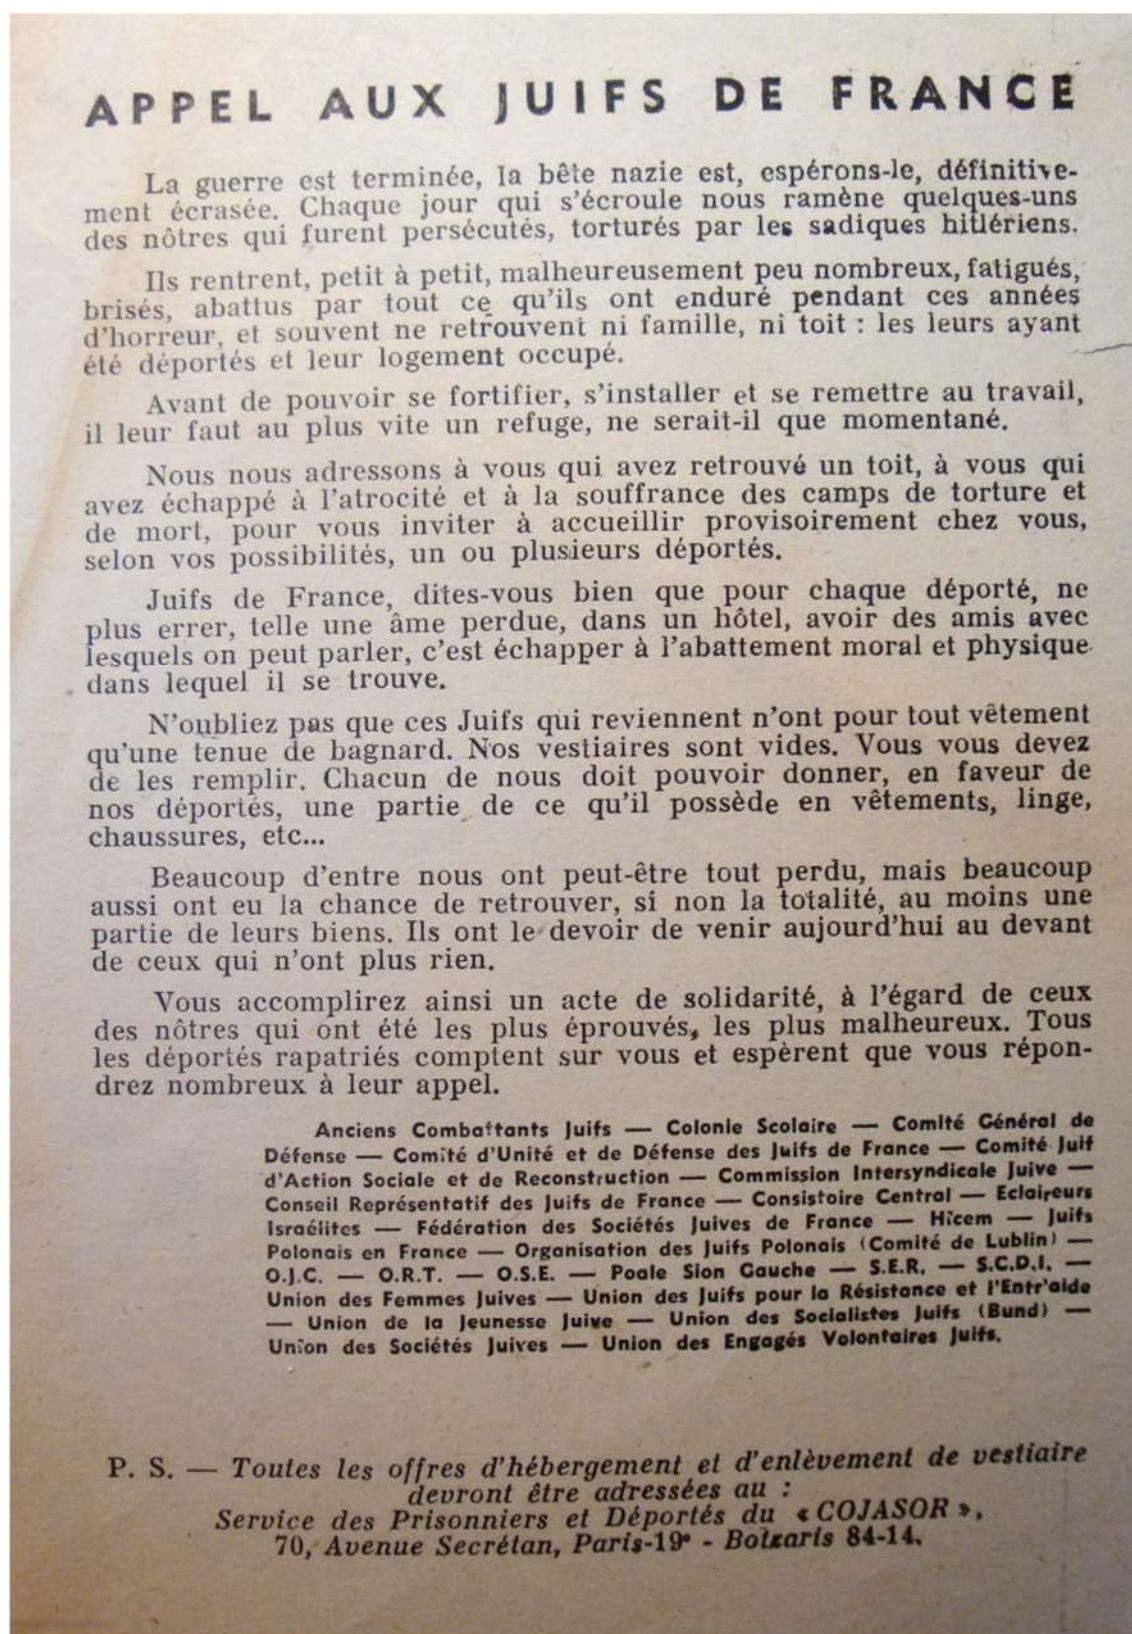 APPEL AUX JUIFS DE FRANCE
La guerre est terminée, la bête nazie est, espérons-le, définitive-
ment écrasée. Chaque jour qui s'écroule nous ramène quelques-uns
des nôtres qui furent persécutés, torturés par les sadiques hitlériens.
Ils rentrent, petit à petit, malheureusement peu nombreux, fatigués,
brisés, abattus par tout ce qu'ils ont enduré pendant ces années
d'horreur, et souvent ne retrouvent ni famille, ni toit : les leurs ayant
été déportés et leur logement occupé.
Avant de pouvoir se fortifier, s'installer et se remettre au travail,
il leur faut au plus vite un refuge, ne serait-il que momentané.
Nous nous adressons à vous qui avez retrouvé un toit, à vous qui
avez échappé à l'atrocité et à la souffrance des camps de torture et
de mort, pour vous inviter à accueillir provisoirement chez vous,
selon vos possibilités, un ou plusieurs déportés.
Juifs de France, dites-vous bien que pour chaque déporté, ne
plus errer, telle une âme perdue, dans un hôtel, avoir des amis avec
lesquels on peut parler, c'est échapper à l'abattement moral et physique
dans lequel il se trouve.
N'oubliez pas que ces Juifs qui reviennent n'ont pour tout vêtement
qu'une tenue de bagnard. Nos vestiaires sont vides. Vous vous devez
de les remplir. Chacun de nous doit pouvoir donner, en faveur de
nos déportés, une partie de ce qu'il possède en vêtements, linge,
chaussures, etc...
Beaucoup d'entre nous ont peut-être tout perdu, mais beaucoup
aussi ont eu la chance de retrouver, si non la totalité, au moins une
partie de leurs biens. Ils ont le devoir de venir aujourd'hui au devant
de ceux qui n'ont plus rien.
Vous accomplirez ainsi un acte de solidarité, à l'égard de ceux
des nôtres qui ont été les plus éprouvés, les plus malheureux. Tous
les déportés rapatriés comptent sur vous et espèrent que vous répon-
drez nombreux à leur appel.
Anciens Combattants Juifs — Colonie Scolaire — Comité Général de
Défense — Comité d'Unité et de Défense des Juifs de France — Comité Juif
d'Action Sociale et de Reconstruction — Commission Intersyndicale Juive —
Conseil Représentatif des Juifs de France — Consistoire Central — Eclaireurs
Israélites — Fédération des Sociétés Juives de France — Hicem — Juifs
Polonais en France — Organisation des Juifs Polonais (Comité de Lublin) —
O.J.C. — O.R.T. — O.S.E. — Poale Sion Gauche — S.E.R. — S.C.D.I. —
Union des Femmes Juives — Union des Juifs pour la Résistance et l'Entr'aide
— Union de la Jeunesse Juive — Union des Socialistes Juifs (Bund) —
Union des Sociétés Juives — Union des Engagés Volontaires Juifs.
P. S. — Toutes les offres d'hébergement et d'enlèvement de vestiaire
devront être adressées au :
Service des Prisonniers et Déportés du « COJASOR »,
70, Avenue Secrétan, Paris-19e - Botzaris 84-14.